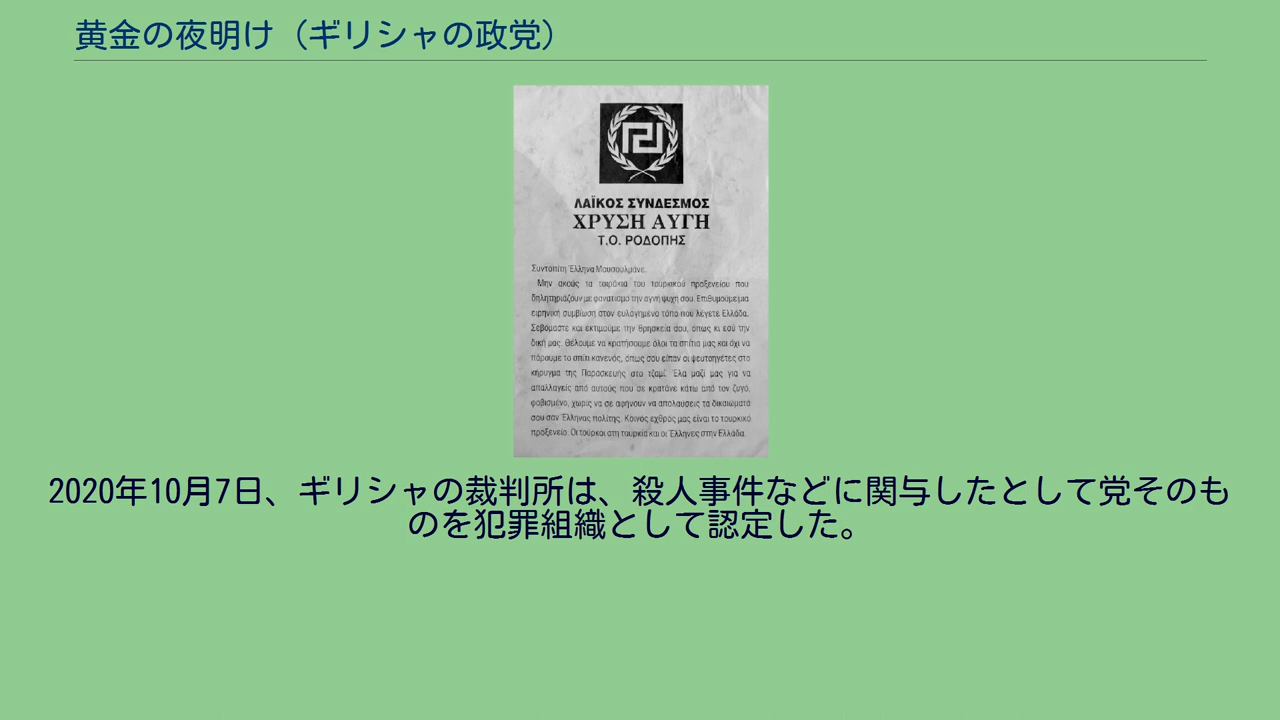 黄金の夜明け（ギリシャの政党）
ΛΑΪΚΟΣ ΣΥΝΔΕΣΜΟΣ
ΧΡΥΣΗ ΑΥΓΗ
Τ.Ο. ΡΟΔΟΠΗΣ
Συντοπίτη Έλληνα Μουσουλμάνε,
Μην ακούς τα τσιράκια του τουρκικού προξενείου που
δηλητηριάζουν με φανατισμό την αγνή ψυχή σου. Επιθυμούμε μια
ειρηνική συμβίωση στον ευλογημένο τόπο που λέγετε Ελλάδα.
Σεβόμαστε και εκτιμούμε την θρησκεία σου, όπως κι εσύ την
δική μας. Θέλουμε να κρατήσουμε όλοι τα σπίτια μας και όχι να
πάρουμε το σπίτι κανενός, όπως σου είπαν οι ψευτοηγέτες στο
κήρυγμα της Παρασκευής στο τζαμί. Έλα μαζί μας για να
απαλλαγείς από αυτούς που σε κρατάνε κάτω από τον ζυγό,
φοβισμένο, χωρίς να σε αφήνουν να απολαύσεις τα δικαιώματά
σου σαν Έλληνας πολίτης. Κοινός εχθρός μας είναι το τουρκικό
προξενείο. Οι τούρκοι στη τουρκία και οι Έλληνες στην Ελλάδα.
2020年10月7日、ギリシャの裁判所は、殺人事件などに関与したとして党そのも
のを犯罪組織として認定した。